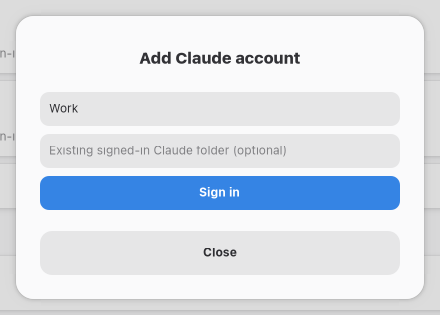 Add Claude account
Work
Existing signed-in Claude folder (optional)
Sign in
Close